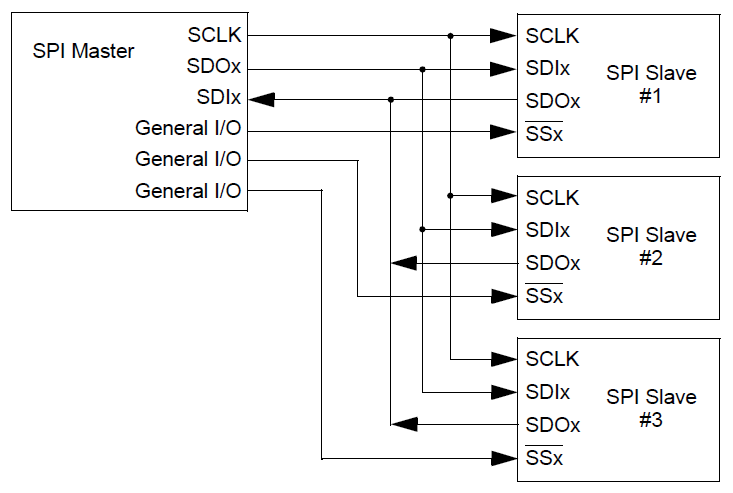 SPI Master
SCLK
SDOx
SDIx
General I/O
General I/O
General I/O
SCLK
SDIx
SDOx
SSx
SPI Slave
#1
SCLK
SDIx
SDOx
SSx
SPI Slave
#2
SCLK
SDIx
SDOx
SSx
SPI Slave
#3